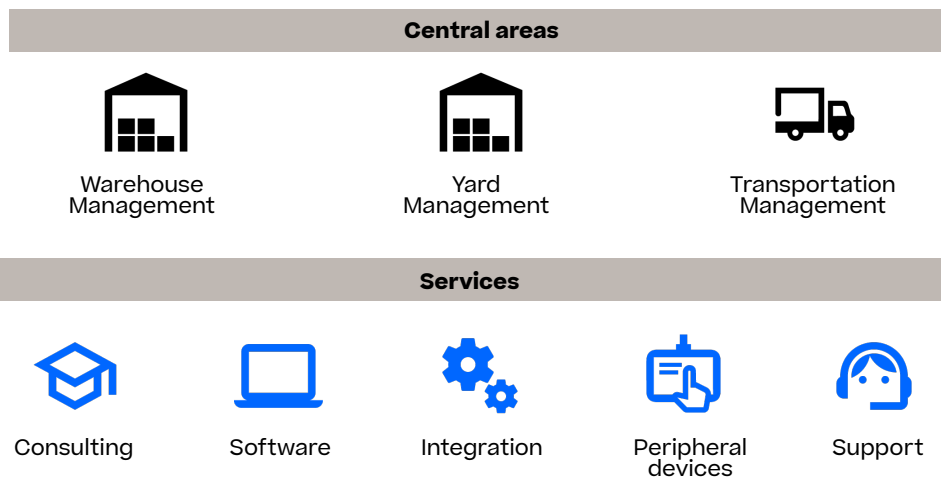 Central areas
Warehouse
Management
Yard
Management
Transportation
Management
Services
Consulting
Software
Integration
Peripheral
devices
Support